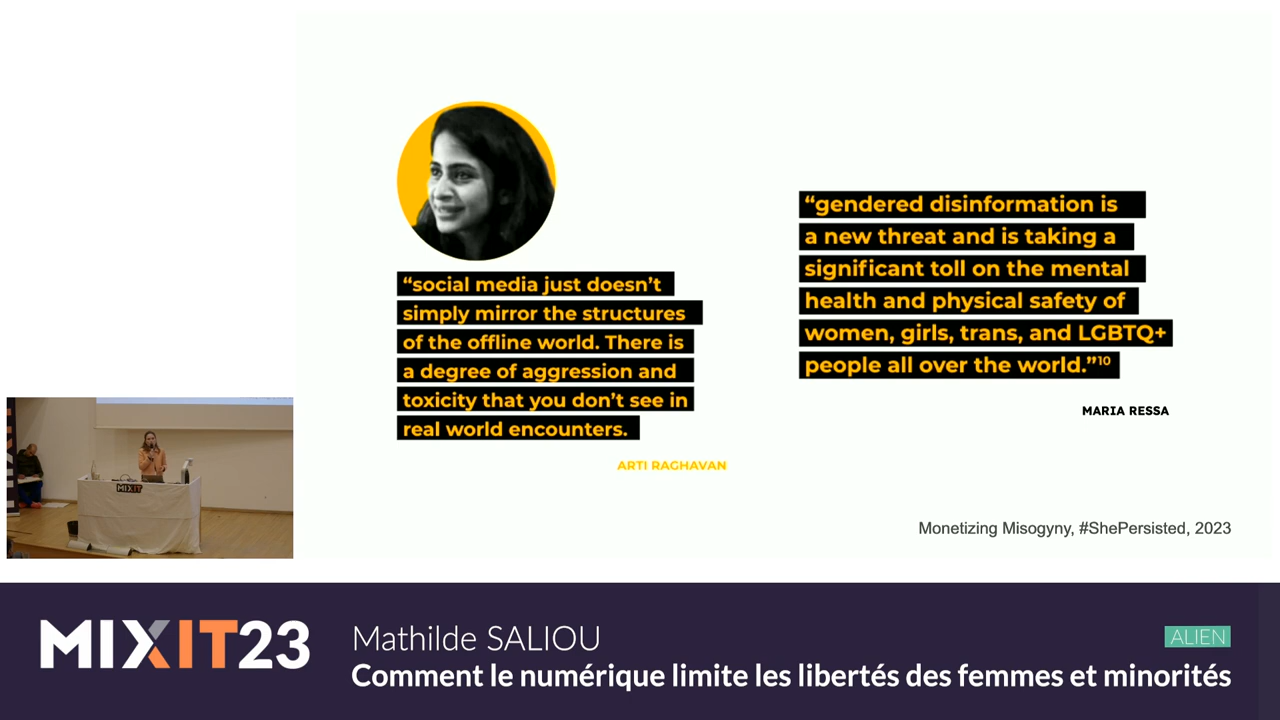 “social media just doesn’t
simply mirror the structures
of the offline world. There is
a degree of aggression and
toxicity that you don’t see in
real world encounters.
ARTI RAGHAVAN
“gendered disinformation is
a new threat and is taking a
significant toll on the mental
health and physical safety of
women, girls, trans, and LGBTQ+
people all over the world.”10
MARIA RESSA
Monetizing Misogyny, #ShePersisted, 2023
MIXIT
MIXIT23
Mathilde SALIOU
ALIEN
Comment le numérique limite les libertés des femmes et minorités